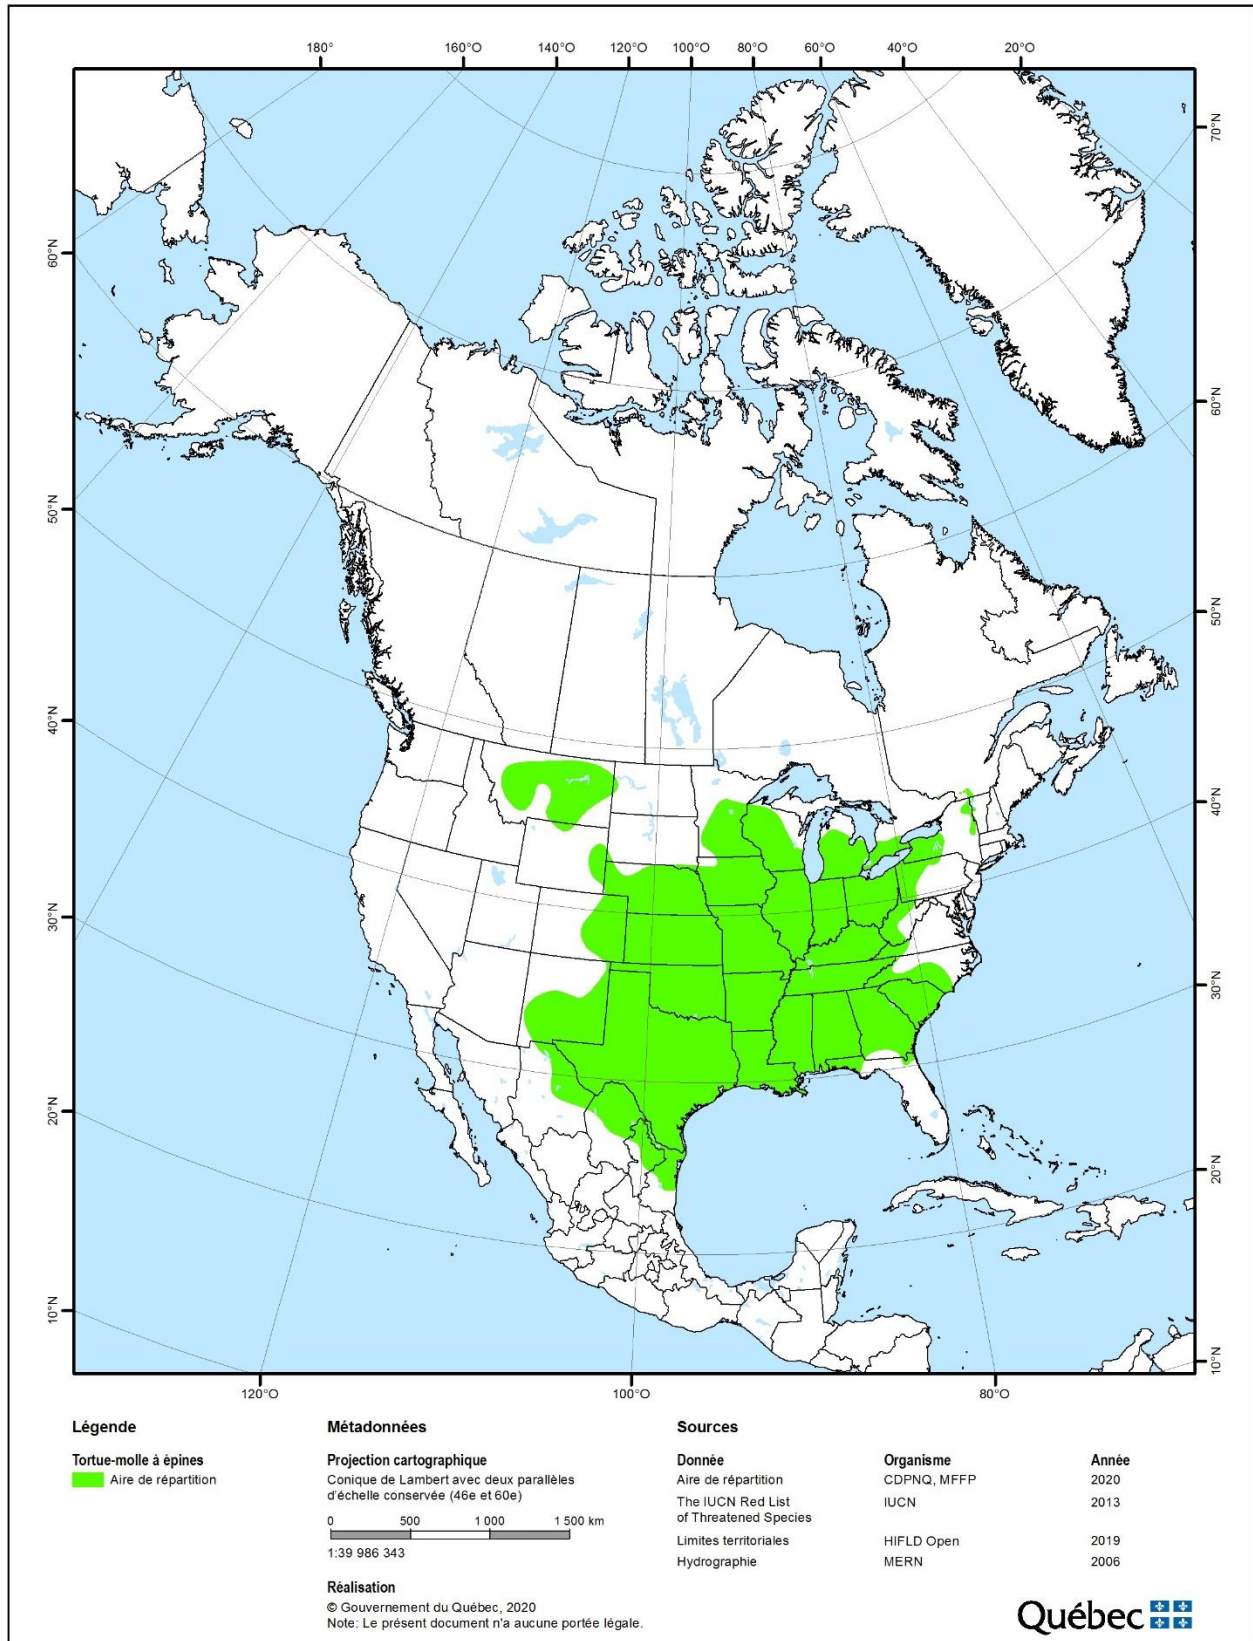 180° 160°O 140°O 120°O 100°O 80°O 60°O 40°O 20°O
70°N
60°N
60°N
50°N
50°N
40°N
40°N
30°N
30°N
20°N
20°N
10°N
10°N
120°O 100°O 80°O
Légende
Tortue-molle à épines
Aire de répartition
Métadonnées
Projection cartographique
Conique de Lambert avec deux parallèles
d'échelle conservée (46e et 60e)
0 500 1 000 1 500 km
1:39 986 343
Réalisation
© Gouvernement du Québec, 2020
Note: Le présent document n'a aucune portée légale.
Sources
Donnée Organisme Année
Aire de répartition CDPNQ, MFFP 2020
The IUCN Red List IUCN 2013
of Threatened Species
Limites territoriales HIFLD Open 2019
Hydrographie MERN 2006
Québec